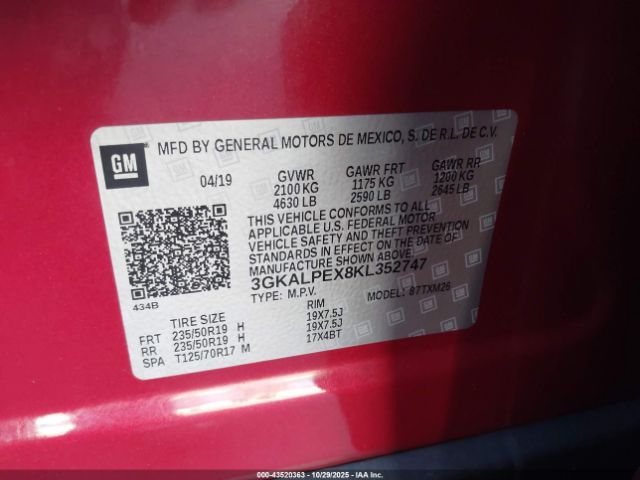 MFD BY GENERAL MOTORS DE MEXICO, S. DE R.L. DE C.V.
GM
04/19
GVWR GAWR FRT GAWR RR
2100 KG 1175 KG 1200 KG
4630 LB 2590 LB 2645 LB
THIS VEHICLE CONFORMS TO ALL
APPLICABLE U.S. FEDERAL MOTOR
VEHICLE SAFETY AND THEFT PREVENTION
STANDARDS IN EFFECT ON THE DATE OF
MANUFACTURE SHOWN ABOVE.
3GKALPEX8KL352747
TYPE: M.P.V. MODEL: 87TXM26
434B
TIRE SIZE RIM
FRT 235/50R19 H 19X7.5J
RR 235/50R19 H 19X7.5J
SPA T125/70R17 M 17X4BT
000-43520363 - 10/29/2025 - IAA Inc.